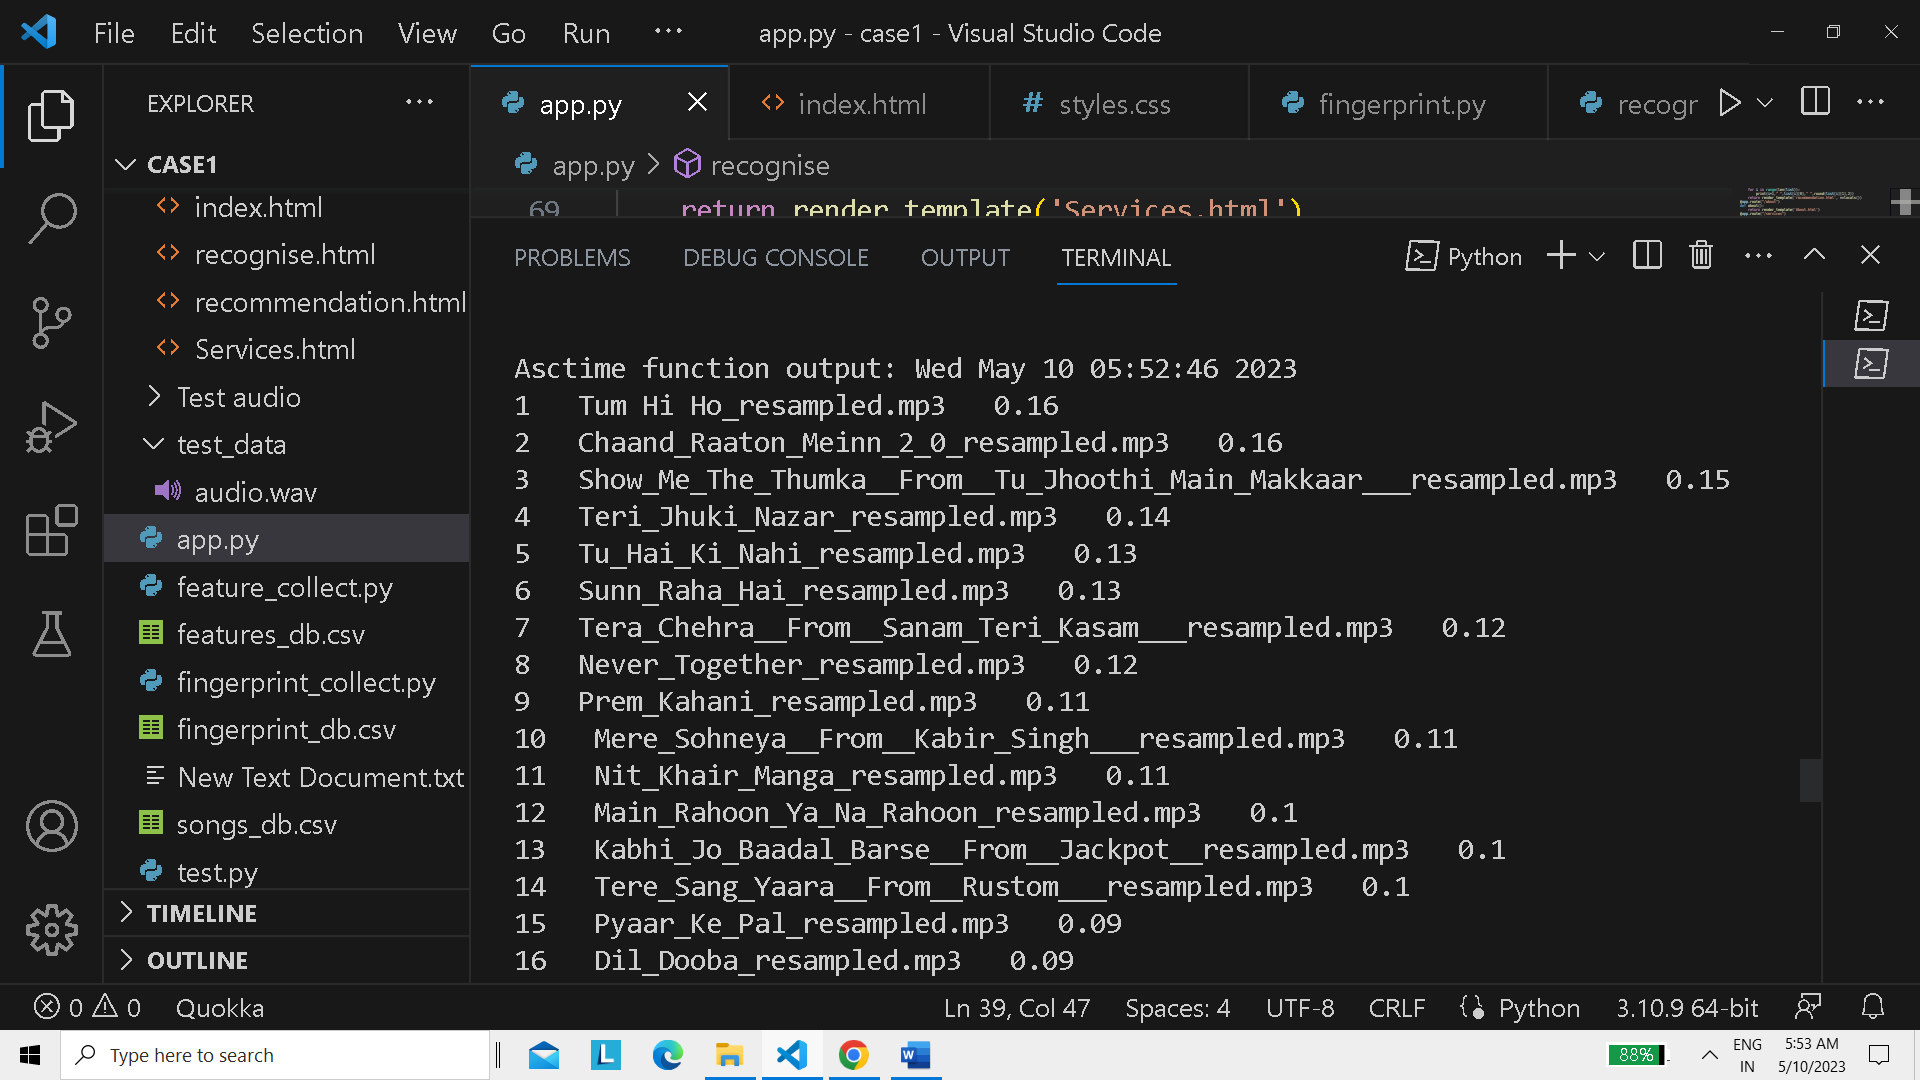 File Edit Selection View Go Run ··· app.py - case1 - Visual Studio Code
EXPLORER ···
app.py index.html # styles.css fingerprint.py recogr ···
CASE1
app.py > recognise
index.html
69 return render_template('Services.html')
recognise.html
recommendation.html
Services.html
Test audio
test_data
audio.wav
app.py
feature_collect.py
features_db.csv
fingerprint_collect.py
fingerprint_db.csv
New Text Document.txt
songs_db.csv
test.py
TIMELINE
OUTLINE
PROBLEMS DEBUG CONSOLE OUTPUT TERMINAL Python ···
Asctime function output: Wed May 10 05:52:46 2023
1 Tum Hi Ho_resampled.mp3 0.16
2 Chaand_Raaton_Meinn_2_0_resampled.mp3 0.16
3 Show_Me_The_Thumka__From__Tu_Jhoothi_Main_Makkaar___resampled.mp3 0.15
4 Teri_Jhuki_Nazar_resampled.mp3 0.14
5 Tu_Hai_Ki_Nahi_resampled.mp3 0.13
6 Sunn_Raha_Hai_resampled.mp3 0.13
7 Tera_Chehra__From__Sanam_Teri_Kasam___resampled.mp3 0.12
8 Never_Together_resampled.mp3 0.12
9 Prem_Kahani_resampled.mp3 0.11
10 Mere_Sohneya__From__Kabir_Singh___resampled.mp3 0.11
11 Nit_Khair_Manga_resampled.mp3 0.11
12 Main_Rahoon_Ya_Na_Rahoon_resampled.mp3 0.1
13 Kabhi_Jo_Baadal_Barse__From__Jackpot__resampled.mp3 0.1
14 Tere_Sang_Yaara__From__Rustom___resampled.mp3 0.1
15 Pyaar_Ke_Pal_resampled.mp3 0.09
16 Dil_Dooba_resampled.mp3 0.09
0 0 Quokka Ln 39, Col 47 Spaces: 4 UTF-8 CRLF Python 3.10.9 64-bit
Type here to search
88%
ENG
IN
5:53 AM
5/10/2023